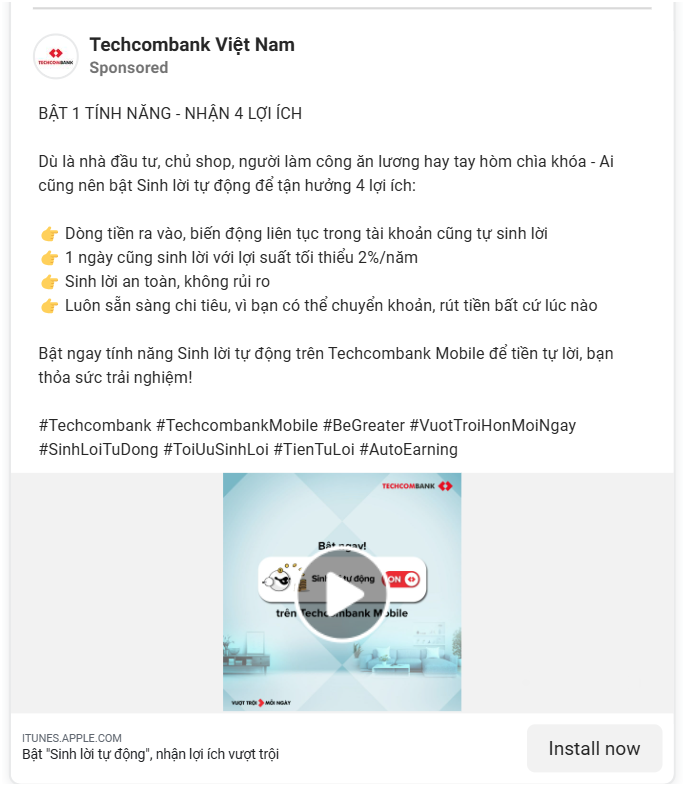 TECHCOMBANK
Techcombank Việt Nam
Sponsored
BẬT 1 TÍNH NĂNG - NHẬN 4 LỢI ÍCH
Dù là nhà đầu tư, chủ shop, người làm công ăn lương hay tay hòm chìa khóa - Ai
cũng nên bật Sinh lời tự động để tận hưởng 4 lợi ích:
👉 Dòng tiền ra vào, biến động liên tục trong tài khoản cũng tự sinh lời
👉 1 ngày cũng sinh lời với lợi suất tối thiểu 2%/năm
👉 Sinh lời an toàn, không rủi ro
👉 Luôn sẵn sàng chi tiêu, vì bạn có thể chuyển khoản, rút tiền bất cứ lúc nào
Bật ngay tính năng Sinh lời tự động trên Techcombank Mobile để tiền tự lời, bạn
thỏa sức trải nghiệm!
#Techcombank #TechcombankMobile #BeGreater #VuotTroiHonMoiNgay
#SinhLoiTuDong #ToiUuSinhLoi #TienTuLoi #AutoEarning
TECHCOMBANK
Bật ngay!
Sinh lời tự động ON
trên Techcombank Mobile
VƯỢT TRỘI MỖI NGÀY
ITUNES.APPLE.COM
Bật "Sinh lời tự động", nhận lợi ích vượt trội
Install now